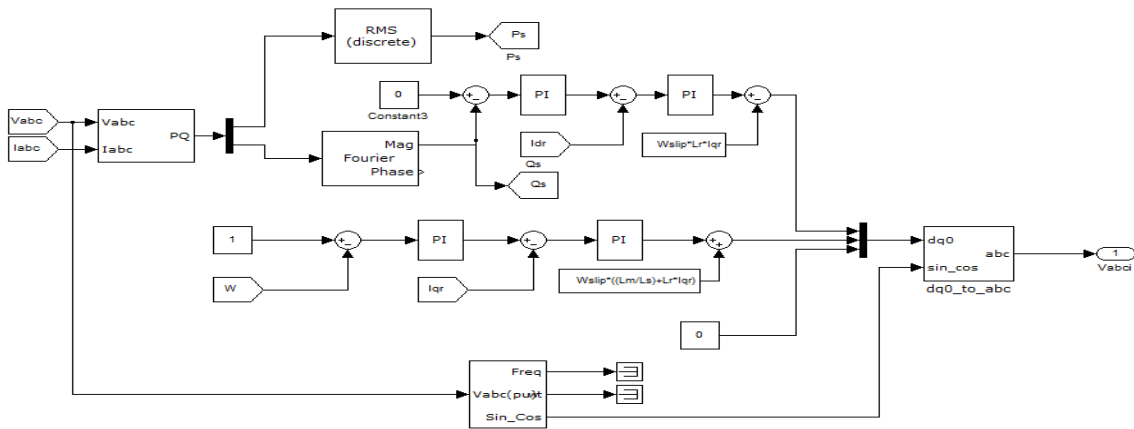 RMS
(discrete)
Ps
Ps
0
Constant3
+
-
PI
+
-
PI
+
-
Vabc
Iabc
Vabc
Iabc
PQ
Mag
Fourier
Phase
Idr
Wslip*Lr*Iqr
Qs
Qs
1
+
-
PI
+
-
PI
+
+
W
Iqr
Wslip*((Lm/Ls)+Lr*Iqr)
0
dq0
sin_cos
abc
dq0_to_abc
1
Vabci
Freq
Vabc(pu)
Sin_Cos